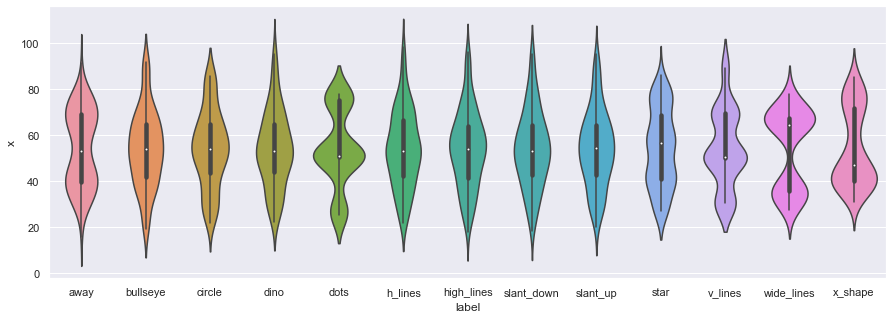 100
80
60
x
40
20
0
away bullseye circle dino dots h_lines high_lines slant_down slant_up star v_lines wide_lines x_shape
label